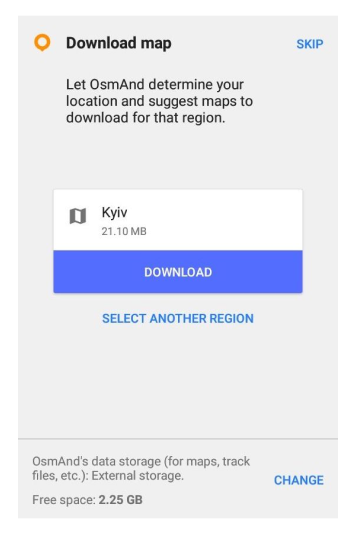 Download map
SKIP
Let OsmAnd determine your
location and suggest maps to
download for that region.
Kyiv
21.10 MB
DOWNLOAD
SELECT ANOTHER REGION
OsmAnd's data storage (for maps, track
files, etc.): External storage.
CHANGE
Free space: 2.25 GB